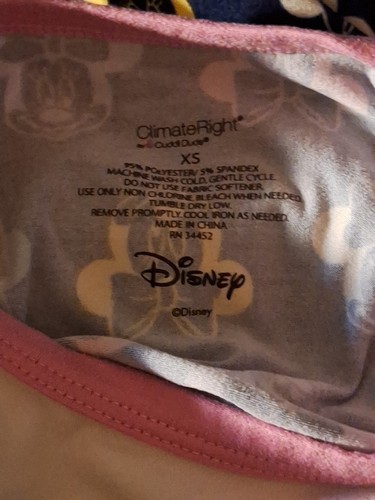 ClimateRight®
by Cuddl Duds®
XS
95% POLYESTER/ 5% SPANDEX
MACHINE WASH COLD, GENTLE CYCLE.
DO NOT USE FABRIC SOFTENER.
USE ONLY NON CHLORINE BLEACH WHEN NEEDED.
TUMBLE DRY LOW.
REMOVE PROMPTLY. COOL IRON AS NEEDED.
MADE IN CHINA
RN 34452
Disney
©Disney